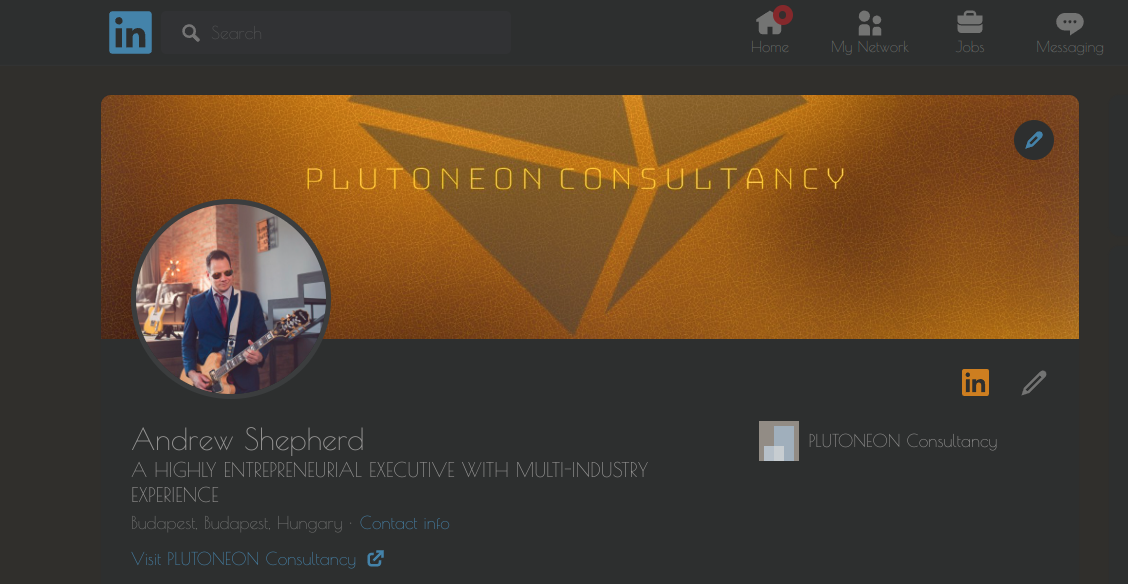 in
Search
0
Home
My Network
Jobs
Messaging
PLUTONEON CONSULTANCY
in
Andrew Shepherd
PLUTONEON Consultancy
A HIGHLY ENTREPRENEURIAL EXECUTIVE WITH MULTI-INDUSTRY
EXPERIENCE
Budapest, Budapest, Hungary · Contact info
Visit PLUTONEON Consultancy